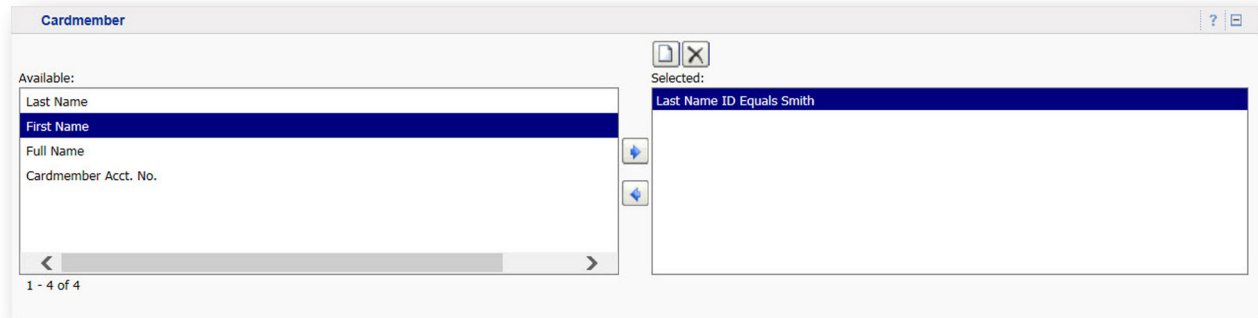 Cardmember
?
Available:
Selected:
Last Name
First Name
Full Name
Cardmember Acct. No.
Last Name ID Equals Smith
1 - 4 of 4